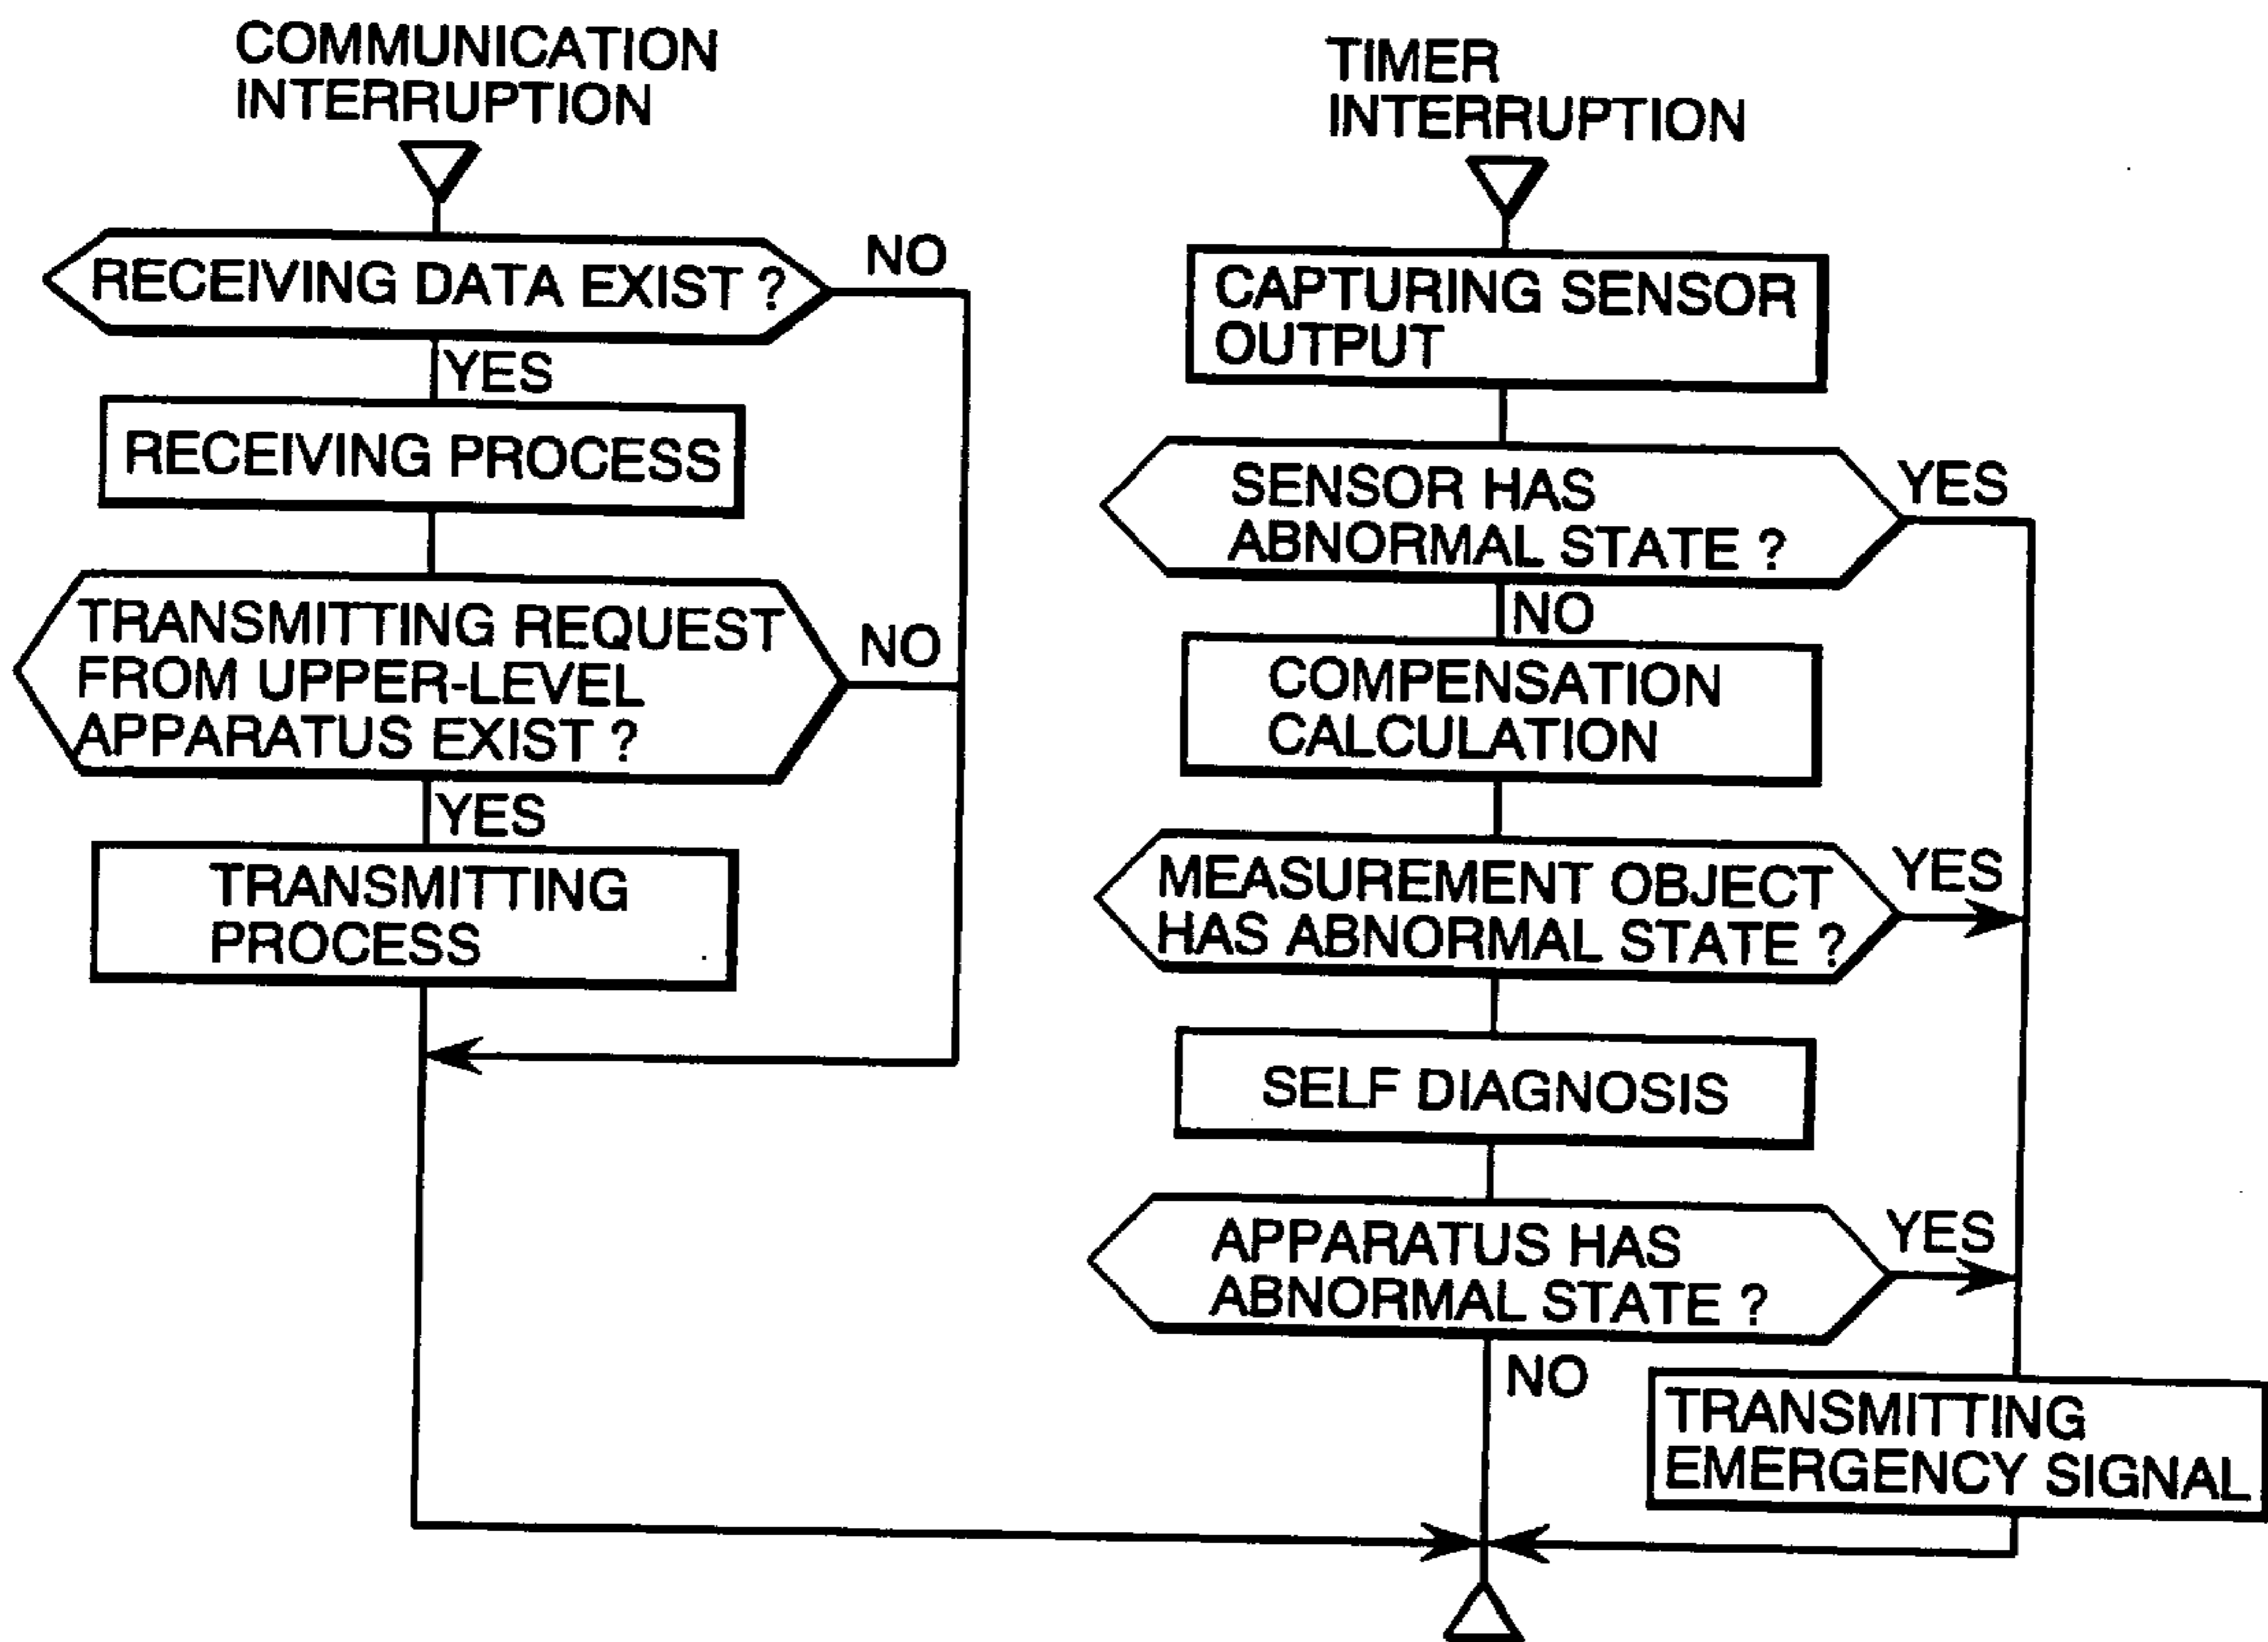 COMMUNICATION
INTERRUPTION
RECEIVING DATA EXIST ?
NO
YES
RECEIVING PROCESS
TRANSMITTING REQUEST
FROM UPPER-LEVEL
APPARATUS EXIST ?
NO
YES
TRANSMITTING
PROCESS
TIMER
INTERRUPTION
CAPTURING SENSOR
OUTPUT
SENSOR HAS
ABNORMAL STATE ?
YES
NO
COMPENSATION
CALCULATION
MEASUREMENT OBJECT
HAS ABNORMAL STATE ?
YES
SELF DIAGNOSIS
APPARATUS HAS
ABNORMAL STATE ?
YES
NO
TRANSMITTING
EMERGENCY SIGNAL